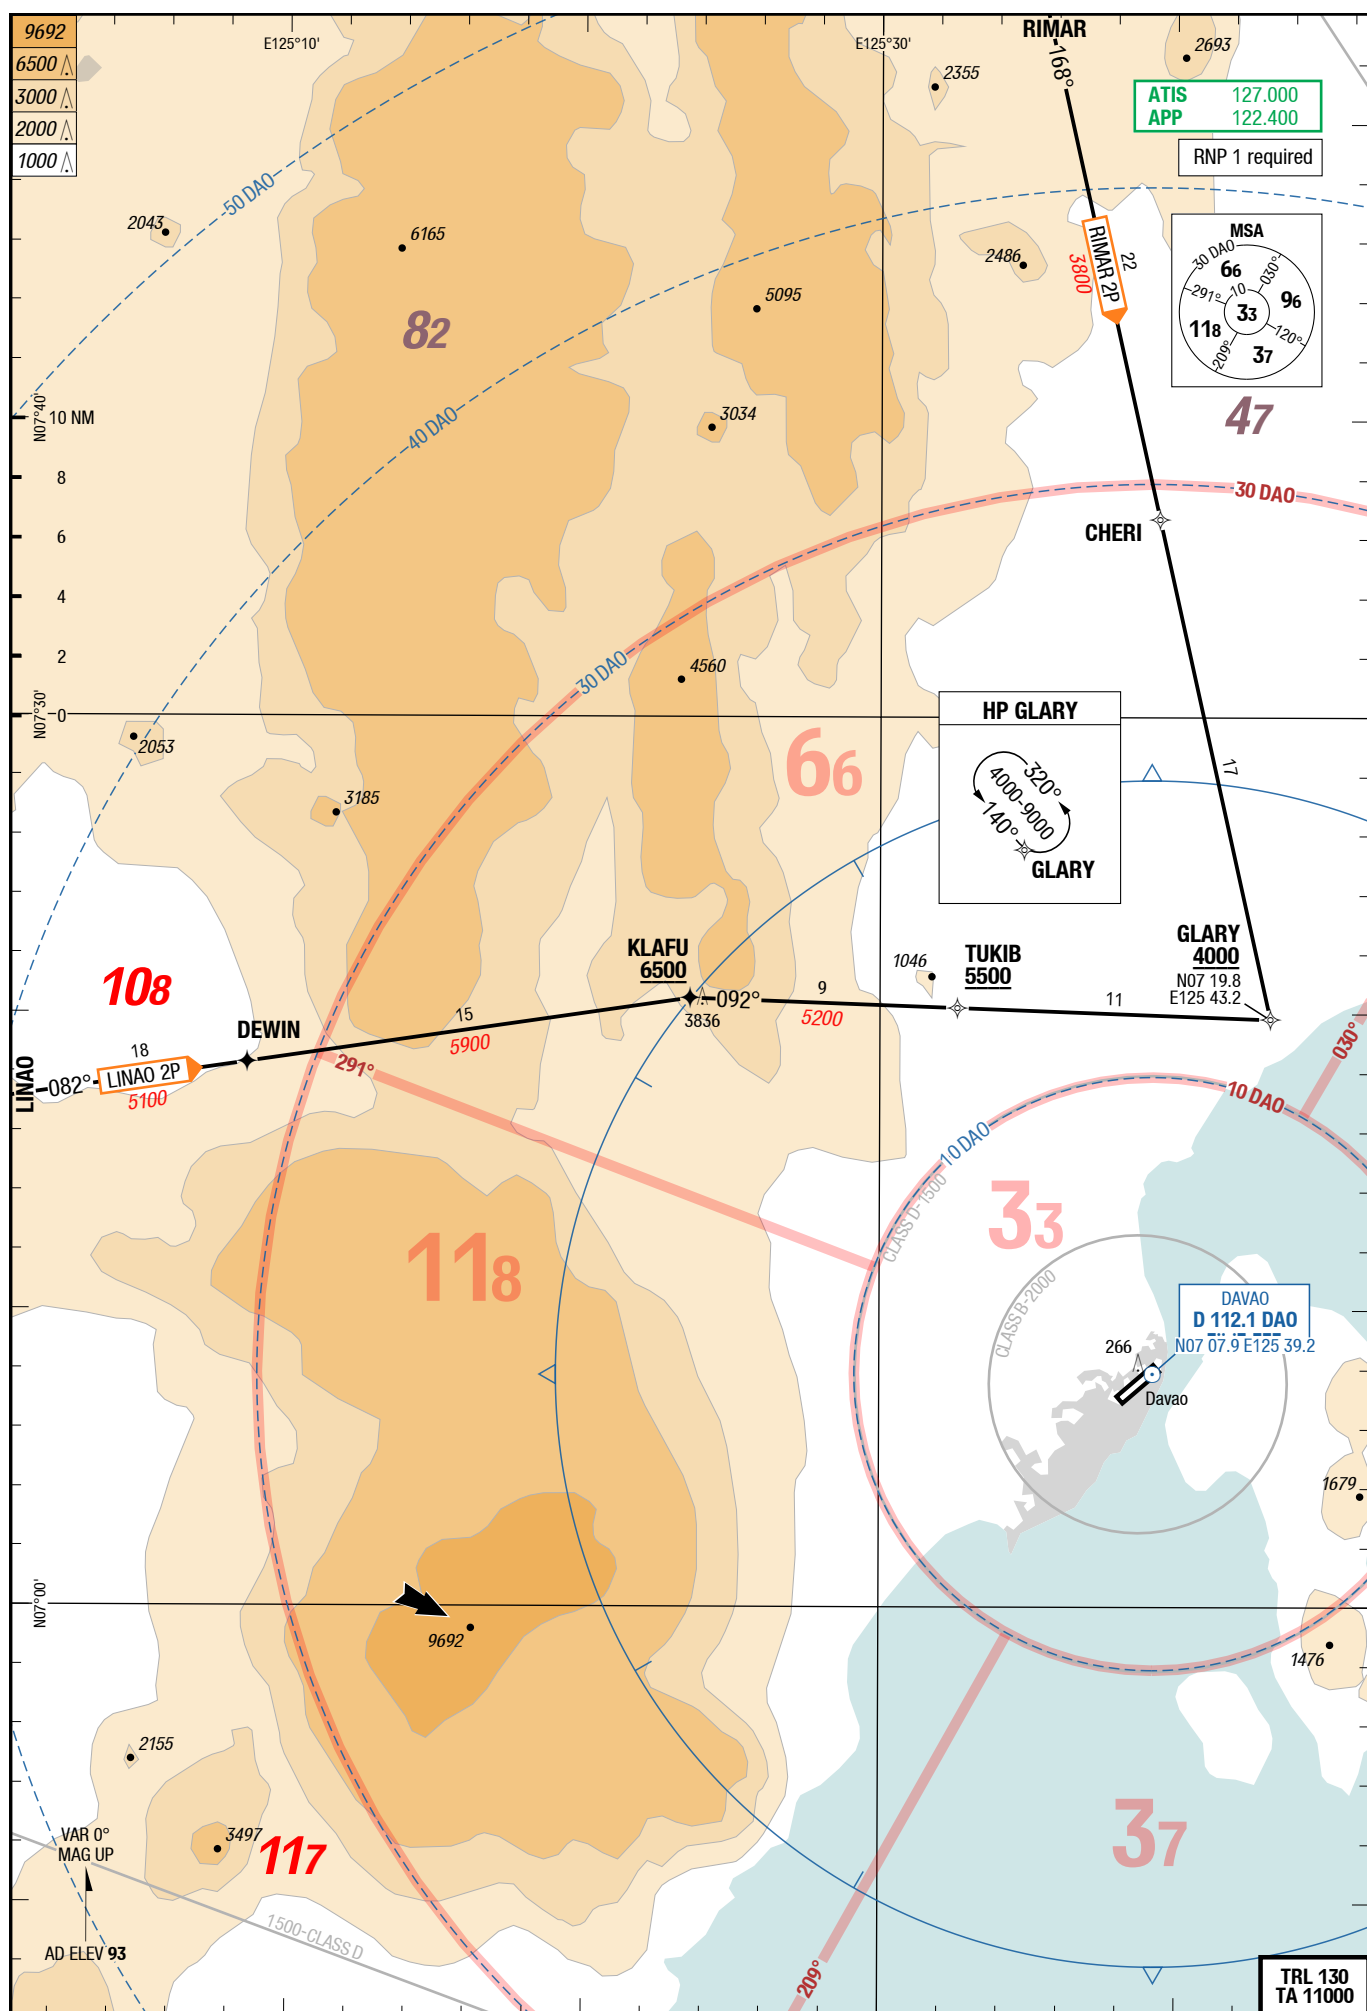 9692
6500
3000
2000
1000
E125°10'
E125°30'
RIMAR
168°
2693
2355
ATIS 127.000
APP 122.400
RNP 1 required
MSA
30 DAO
66
030°
291°
10
33
96
118
120°
209°
37
50 DAO
2043
6165
82
5095
2486
RIMAR 2P
22
3800
47
N07°40'
10 NM
8
6
4
2
0
N07°30'
40 DAO
3034
30 DAO
CHERI
30 DAO
4560
2053
3185
66
HP GLARY
320°
4000-9000
140°
GLARY
17
108
KLAFU
6500
1046
TUKIB
5500
GLARY
4000
N07 19.8
E125 43.2
LINAO
082°
18
LINAO 2P
5100
DEWIN
15
5900
3836
092°
9
5200
11
291°
030°
10 DAO
10 DAO
CLASS D-1500
33
118
CLASS B-2000
DAVAO
D 112.1 DAO
N07 07.9 E125 39.2
266
Davao
1679
N07°00'
9692
1476
2155
3497
117
37
VAR 0°
MAG UP
AD ELEV 93
1500-CLASS D
209°
TRL 130
TA 11000